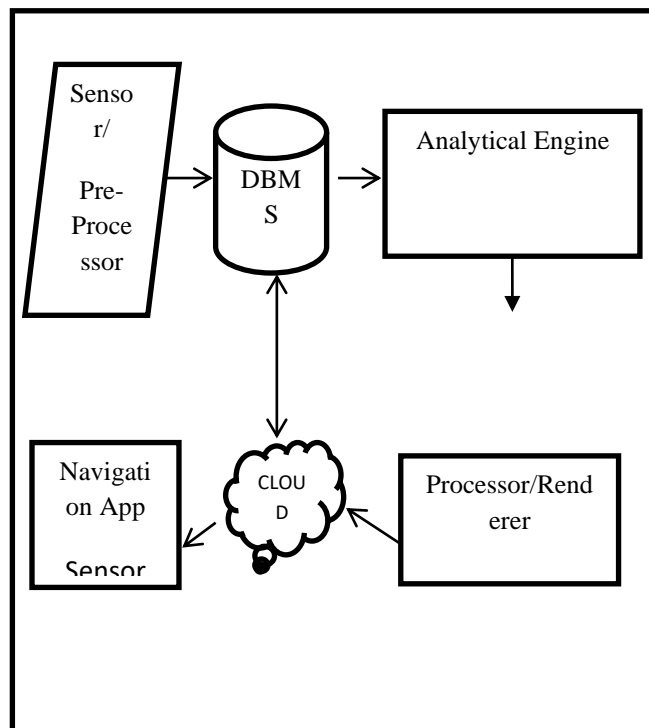 Senso
r/
Pre-
Proce
ssor
DBM
S
Analytical Engine
Navigati
on App
Sensor
CLOU
D
Processor/Rend
erer